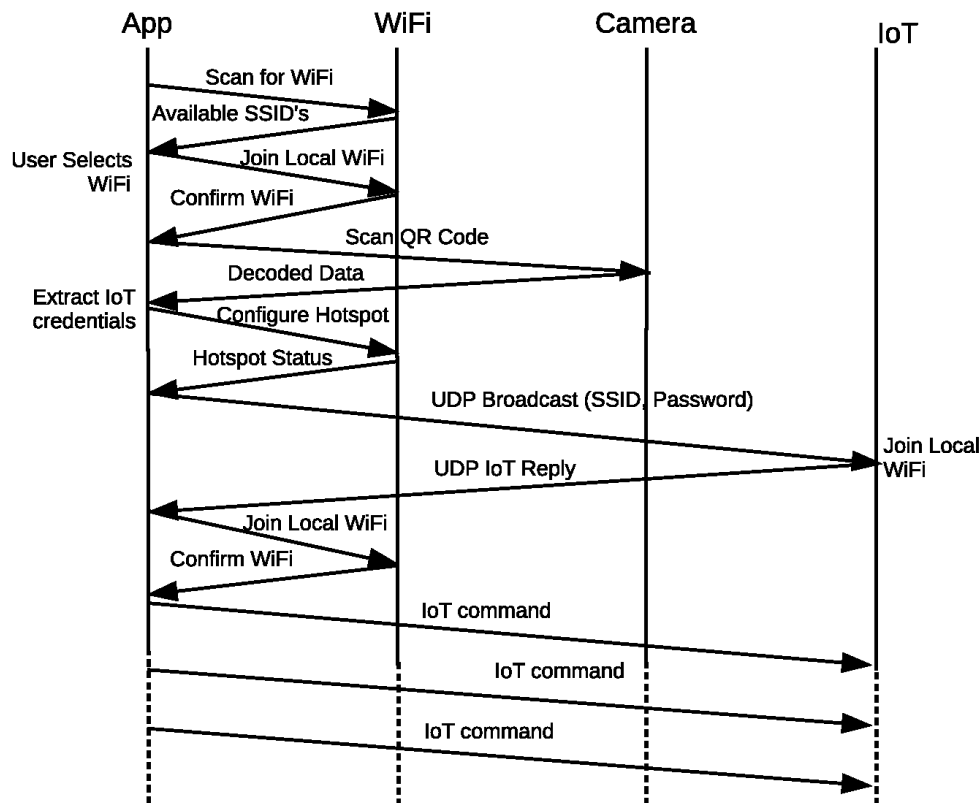 App
WiFi
Camera
IoT
Scan for WiFi
Available SSID's
User Selects
WiFi
Join Local WiFi
Confirm WiFi
Scan QR Code
Decoded Data
Extract IoT
credentials
Configure Hotspot
Hotspot Status
UDP Broadcast (SSID, Password)
Join Local
WiFi
UDP IoT Reply
Join Local WiFi
Confirm WiFi
IoT command
IoT command
IoT command